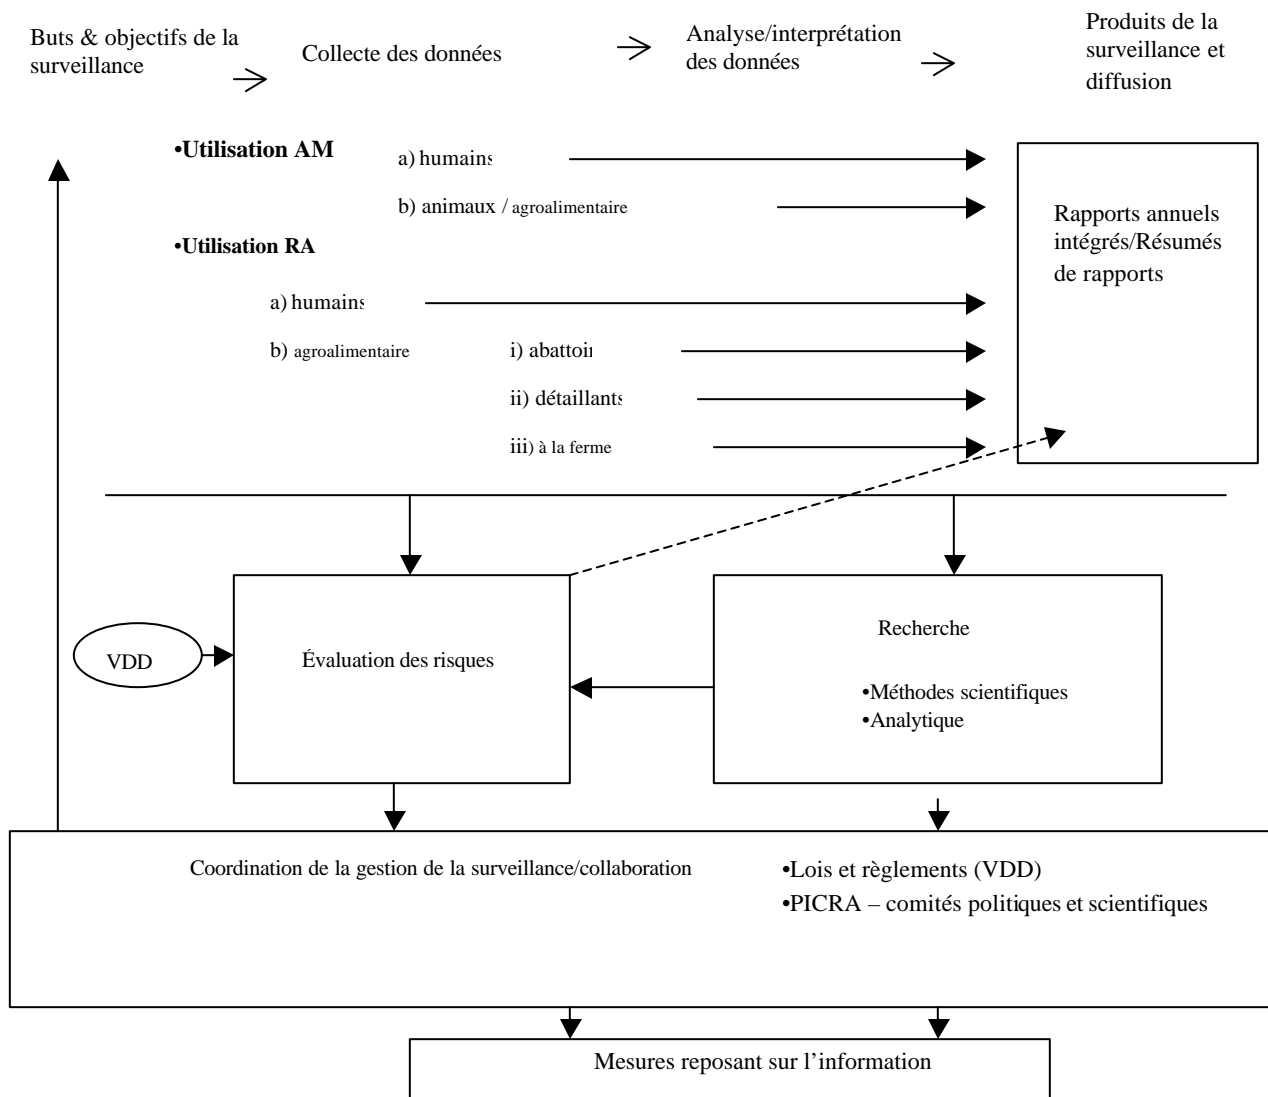 Buts & objectifs de la
surveillance
Collecte des données
Analyse/interprétation
des données
Produits de la
surveillance et
diffusion
•Utilisation AM
a) humains
b) animaux / agroalimentaire
•Utilisation RA
a) humains
b) agroalimentaire
i) abattoir
ii) détaillants
iii) à la ferme
Rapports annuels
intégrés/Résumés
de rapports
VDD
Évaluation des risques
Recherche
•Méthodes scientifiques
•Analytique
Coordination de la gestion de la surveillance/collaboration
•Lois et règlements (VDD)
•PICRA – comités politiques et scientifiques
Mesures reposant sur l'information